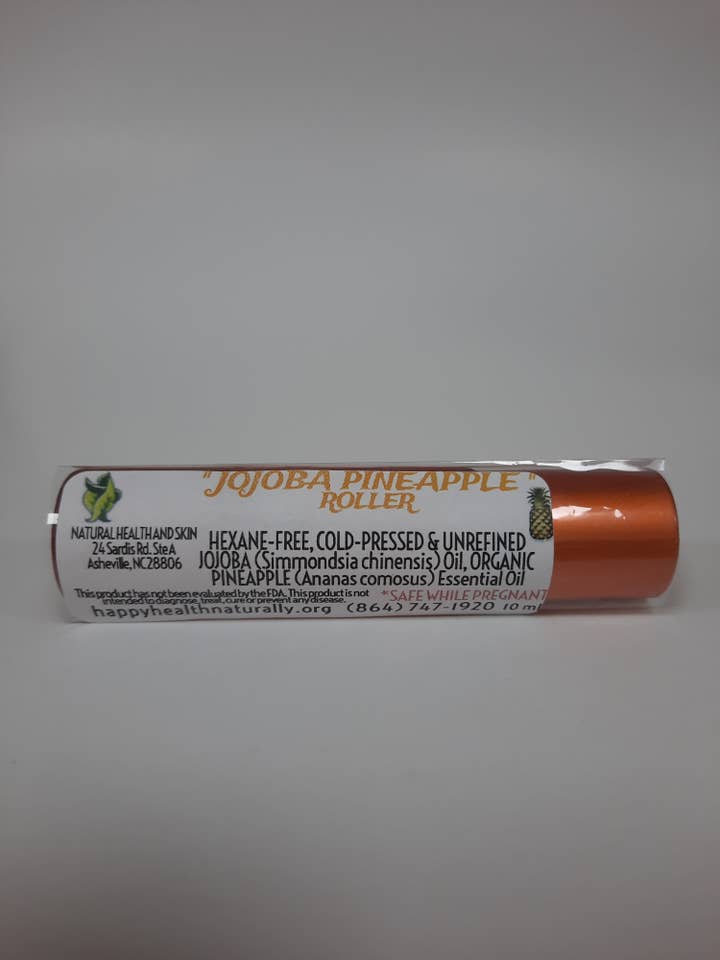 "JOJOBA PINEAPPLE"
ROLLER
NATURAL HEALTH AND SKIN
24 Sardis Rd. Ste A
Asheville, NC 28806
HEXANE-FREE, COLD-PRESSED & UNREFINED
JOJOBA (Simmondsia chinensis) Oil, ORGANIC
PINEAPPLE (Ananas comosus) Essential Oil
This product has not been evaluated by the FDA. This product is not
intended to diagnose, treat, cure or prevent any disease.
*SAFE WHILE PREGNANT
happyhealthnaturally.org (864) 747-1920 10 ml